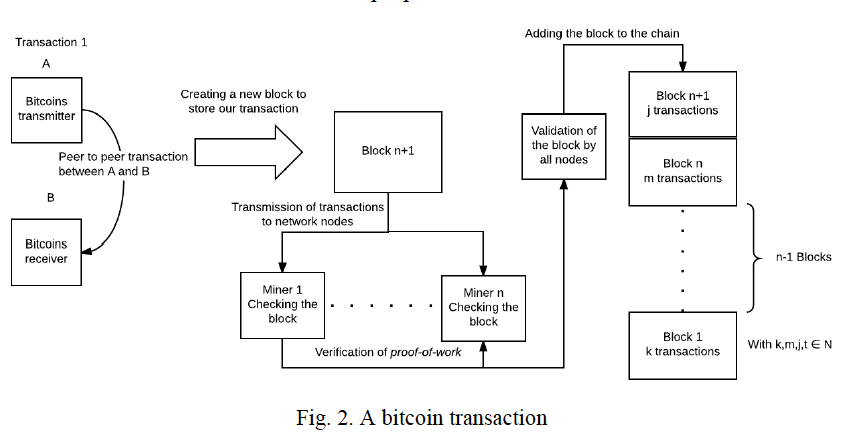 Transaction 1
A
Bitcoins
transmitter
Peer to peer transaction
between A and B
B
Bitcoins
receiver
Creating a new block to
store our transaction
Block n+1
Transmission of transactions
to network nodes
Miner 1
Checking the
block
Miner n
Checking the
block
Verification of proof-of-work
Validation of
the block by
all nodes
Adding the block to the chain
Block n+1
j transactions
Block n
m transactions
n-1 Blocks
Block 1
k transactions
With k,m,j,t ∈ N
Fig. 2. A bitcoin transaction